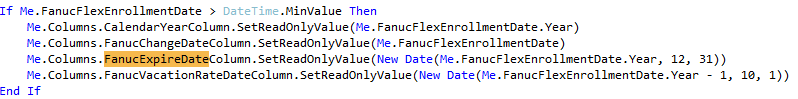 If Me.FanucFlexEnrollmentDate > DateTime.MinValue Then
Me.Columns.CalendarYearColumn.SetReadOnlyValue(Me.FanucFlexEnrollmentDate.Year)
Me.Columns.FanucChangeDateColumn.SetReadOnlyValue(Me.FanucFlexEnrollmentDate)
Me.Columns.FanucExpireDateColumn.SetReadOnlyValue(New Date(Me.FanucFlexEnrollmentDate.Year, 12, 31))
Me.Columns.FanucVacationRateDateColumn.SetReadOnlyValue(New Date(Me.FanucFlexEnrollmentDate.Year - 1, 10, 1))
End If